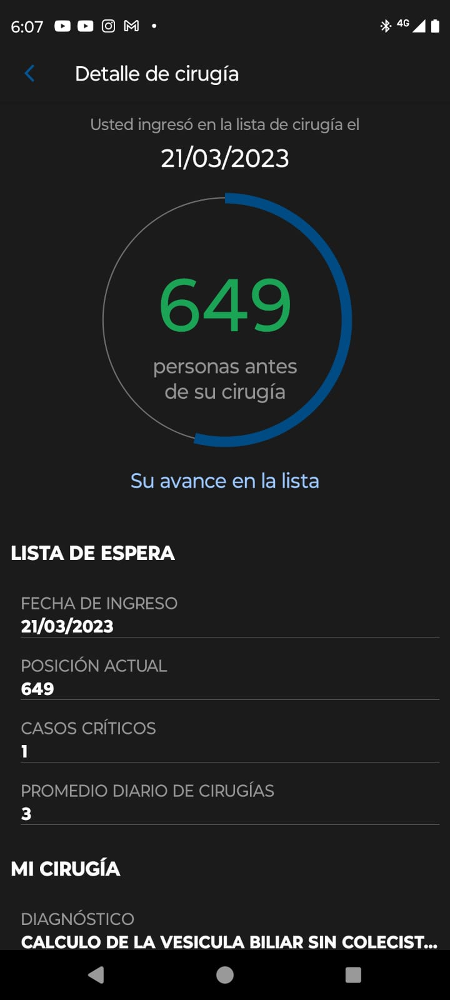 6:07
4G
Detalle de cirugía
Usted ingresó en la lista de cirugía el
21/03/2023
649
personas antes
de su cirugía
Su avance en la lista
LISTA DE ESPERA
FECHA DE INGRESO
21/03/2023
POSICIÓN ACTUAL
649
CASOS CRÍTICOS
1
PROMEDIO DIARIO DE CIRUGÍAS
3
MI CIRUGÍA
DIAGNÓSTICO
CALCULO DE LA VESICULA BILIAR SIN COLECIST...